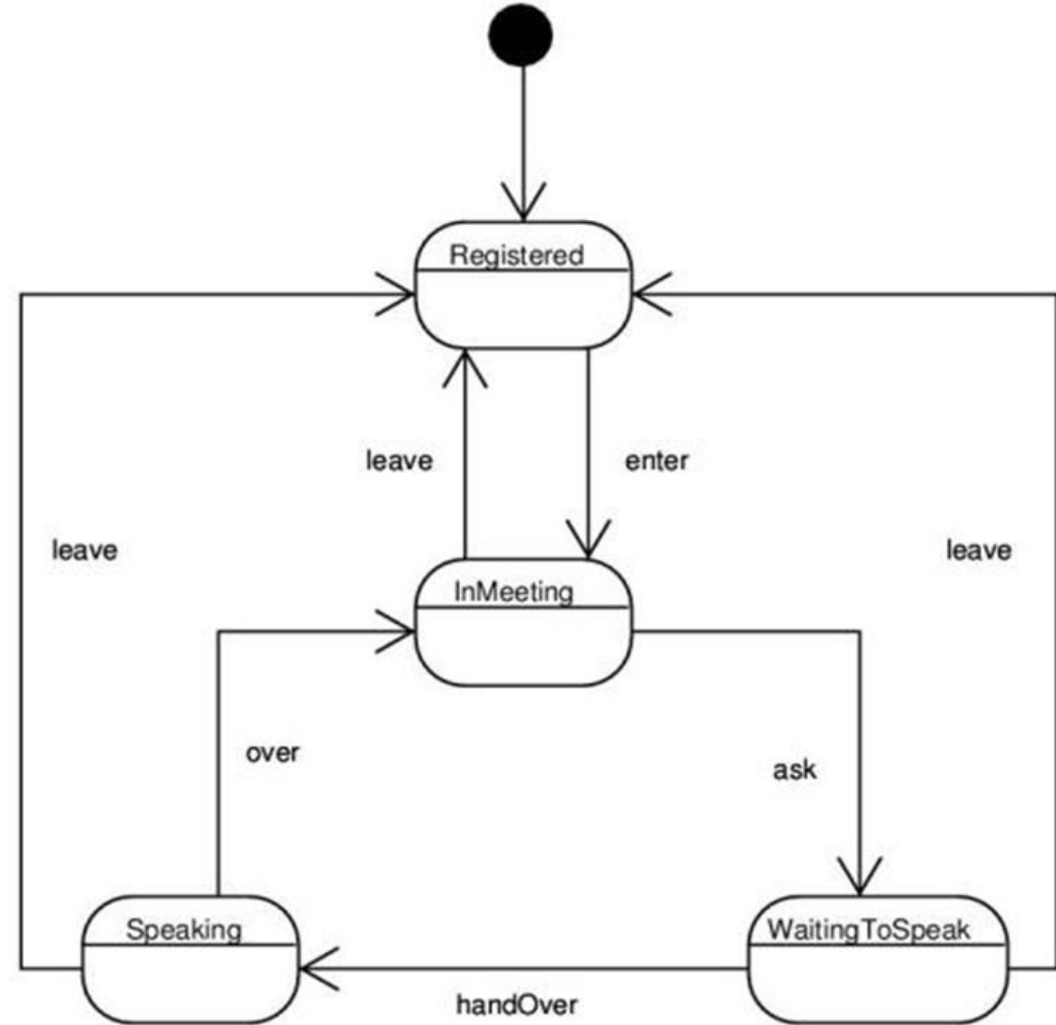 Registered
leave
enter
leave
leave
InMeeting
over
ask
Speaking
WaitingToSpeak
handOver